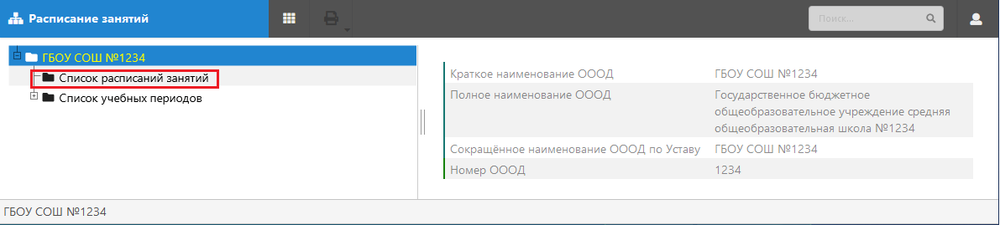 Расписание занятий
Поиск...
ГБОУ СОШ №1234
Список расписаний занятий
Список учебных периодов
Краткое наименование ОООД ГБОУ СОШ №1234
Полное наименование ОООД Государственное бюджетное
общеобразовательное учреждение средняя
общеобразовательная школа №1234
Сокращённое наименование ОООД по Уставу ГБОУ СОШ №1234
Номер ОООД 1234
ГБОУ СОШ №1234